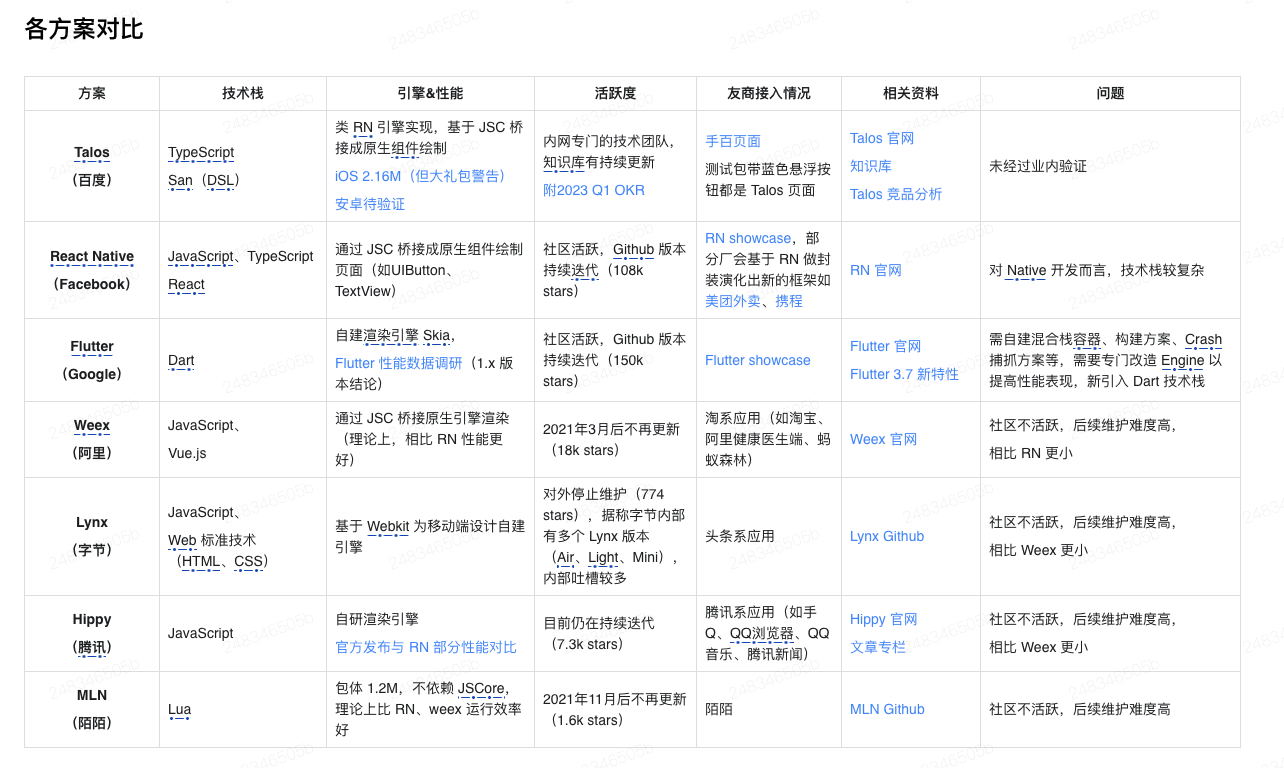 各方案对比
方案 技术栈 引擎&性能 活跃度 友商接入情况 相关资料 问题
Talos
（百度）
TypeScript
San（DSL）
类 RN 引擎实现，基于 JSC 桥
接成原生组件绘制
iOS 2.16M（但大礼包警告）
安卓待验证
内网专门的技术团队，
知识库有持续更新
附2023 Q1 OKR
手百页面
测试包带蓝色悬浮按
钮都是 Talos 页面
Talos 官网
知识库
Talos 竞品分析
未经过业内验证
React Native
（Facebook）
JavaScript、TypeScript
React
通过 JSC 桥接成原生组件绘制
页面（如UIButton、
TextView）
社区活跃，Github 版本
持续迭代（108k
stars）
RN showcase，部
分厂会基于 RN 做封
装演化出新的框架如
美团外卖、携程
RN 官网
对 Native 开发而言，技术栈较复杂
Flutter
（Google）
Dart
自建渲染引擎 Skia，
Flutter 性能数据调研（1.x 版
本结论）
社区活跃，Github 版本
持续迭代（150k
stars）
Flutter showcase
Flutter 官网
Flutter 3.7 新特性
需自建混合栈容器、构建方案、Crash
捕抓方案等，需要专门改造 Engine 以
提高性能表现，新引入 Dart 技术栈
Weex
（阿里）
JavaScript、
Vue.js
通过 JSC 桥接原生引擎渲染
（理论上，相比 RN 性能更
好）
2021年3月后不再更新
（18k stars）
淘系应用（如淘宝、
阿里健康医生端、蚂
蚁森林）
Weex 官网
社区不活跃，后续维护难度高，
相比 RN 更小
Lynx
（字节）
JavaScript、
Web 标准技术
（HTML、CSS）
基于 Webkit 为移动端设计自建
引擎
对外停止维护（774
stars），据称字节内部
有多个 Lynx 版本
（Air、Light、Mini），
内部吐槽较多
头条系应用
Lynx Github
社区不活跃，后续维护难度高，
相比 Weex 更小
Hippy
（腾讯）
JavaScript
自研渲染引擎
官方发布与 RN 部分性能对比
目前仍在持续迭代
（7.3k stars）
腾讯系应用（如手
Q、QQ浏览器、QQ
音乐、腾讯新闻）
Hippy 官网
文章专栏
社区不活跃，后续维护难度高，
相比 Weex 更小
MLN
（陌陌）
Lua
包体 1.2M，不依赖 JSCore，
理论上比 RN、weex 运行效率
好
2021年11月后不再更新
（1.6k stars）
陌陌
MLN Github
社区不活跃，后续维护难度高
248346505b